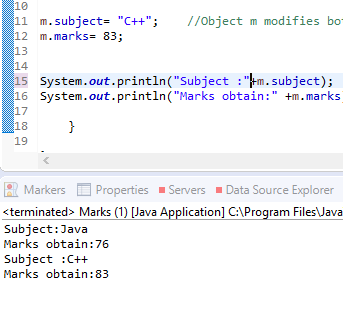 10
11 m.subject= "C++";    //Object m modifies bo
12 m.marks= 83;
13
14
15 System.out.println("Subject :"+m.subject);
16 System.out.println("Marks obtain:" +m.marks
17
18     }
19
Markers Properties Servers Data Source Explorer
<terminated> Marks (1) [Java Application] C:\Program Files\Java
Subject:Java
Marks obtain:76
Subject :C++
Marks obtain:83